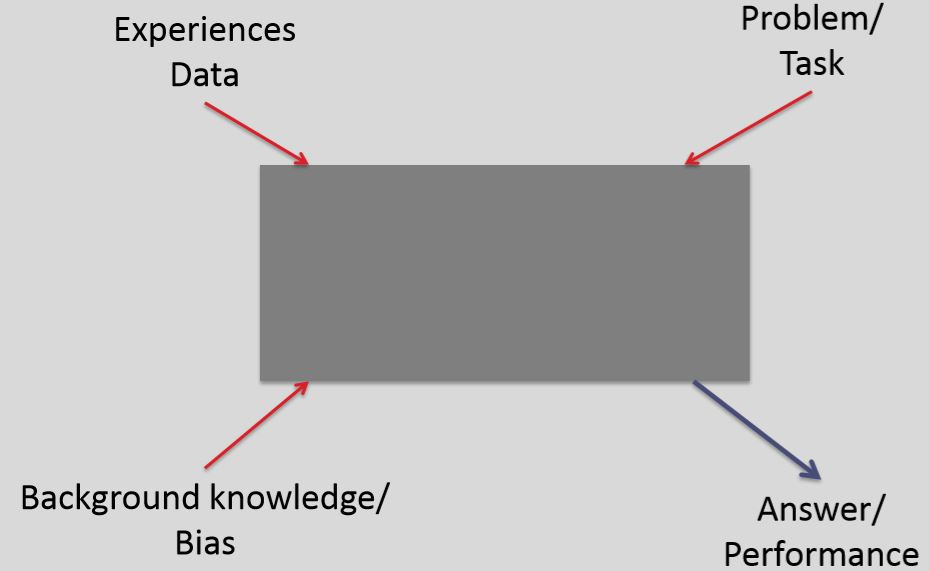 Experiences
Data
Problem/
Task
Background knowledge/
Bias
Answer/
Performance